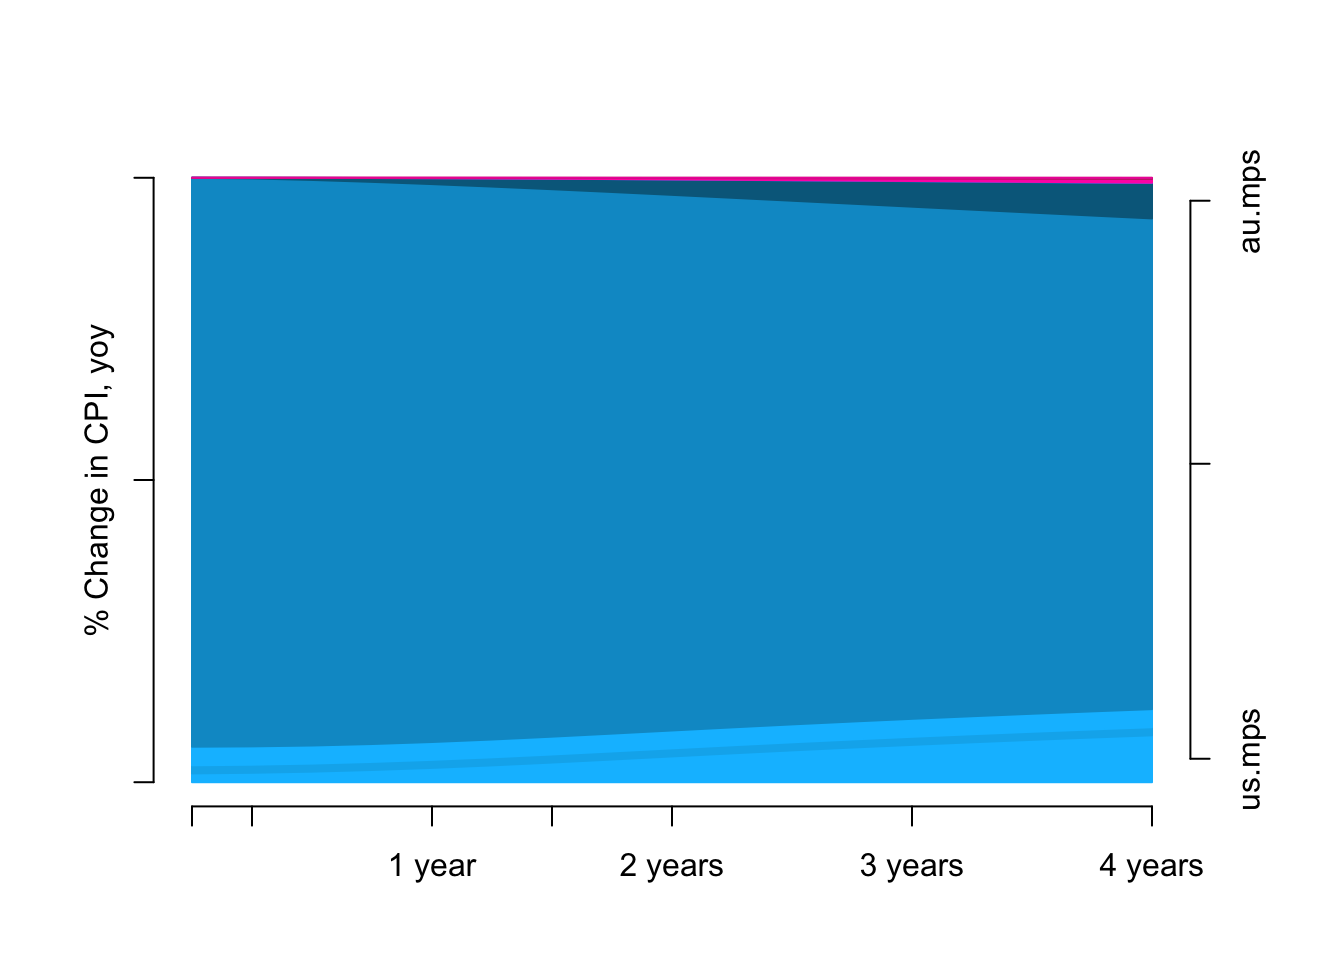 % Change in CPI, yoy
au.mps
us.mps
1 year
2 years
3 years
4 years